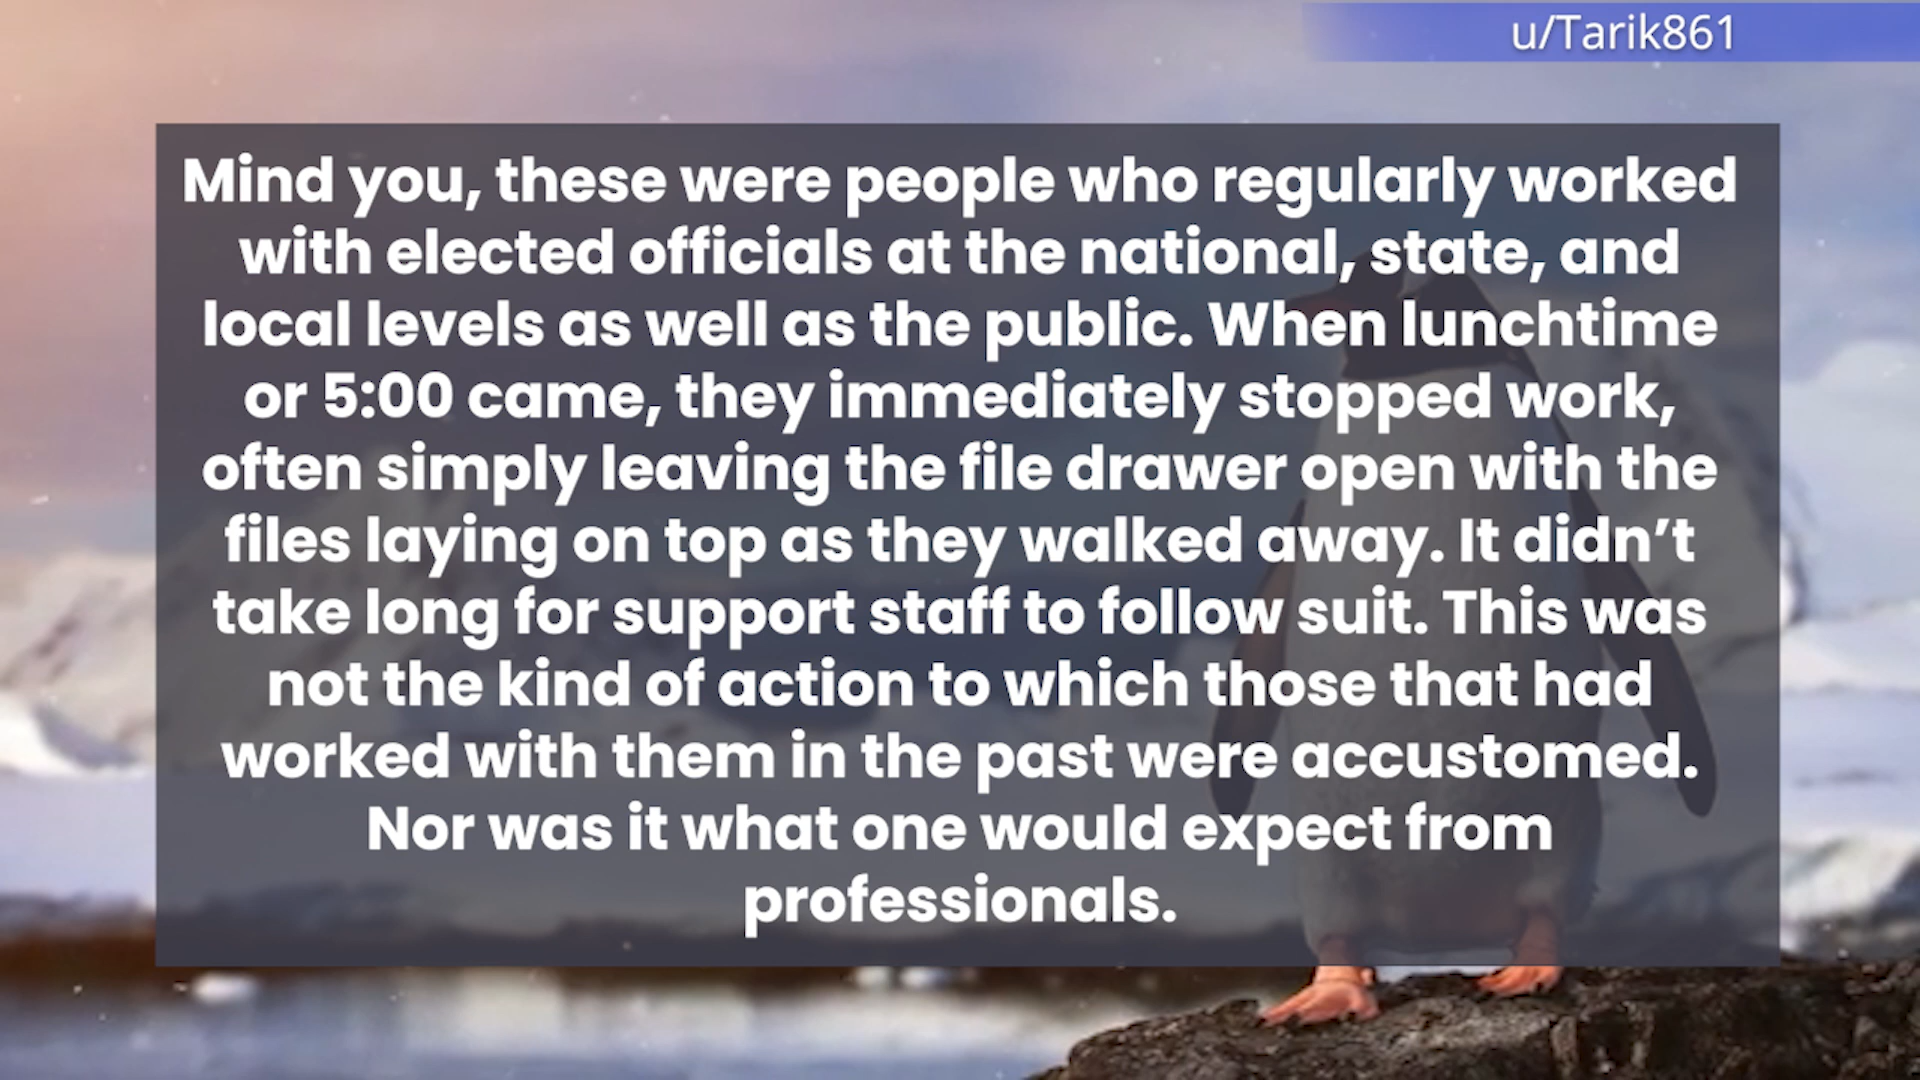 u/Tarik861
Mind you, these were people who regularly worked
with elected officials at the national, state, and
local levels as well as the public. When lunchtime
or 5:00 came, they immediately stopped work,
often simply leaving the file drawer open with the
files laying on top as they walked away. It didn’t
take long for support staff to follow suit. This was
not the kind of action to which those that had
worked with them in the past were accustomed.
Nor was it what one would expect from
professionals.